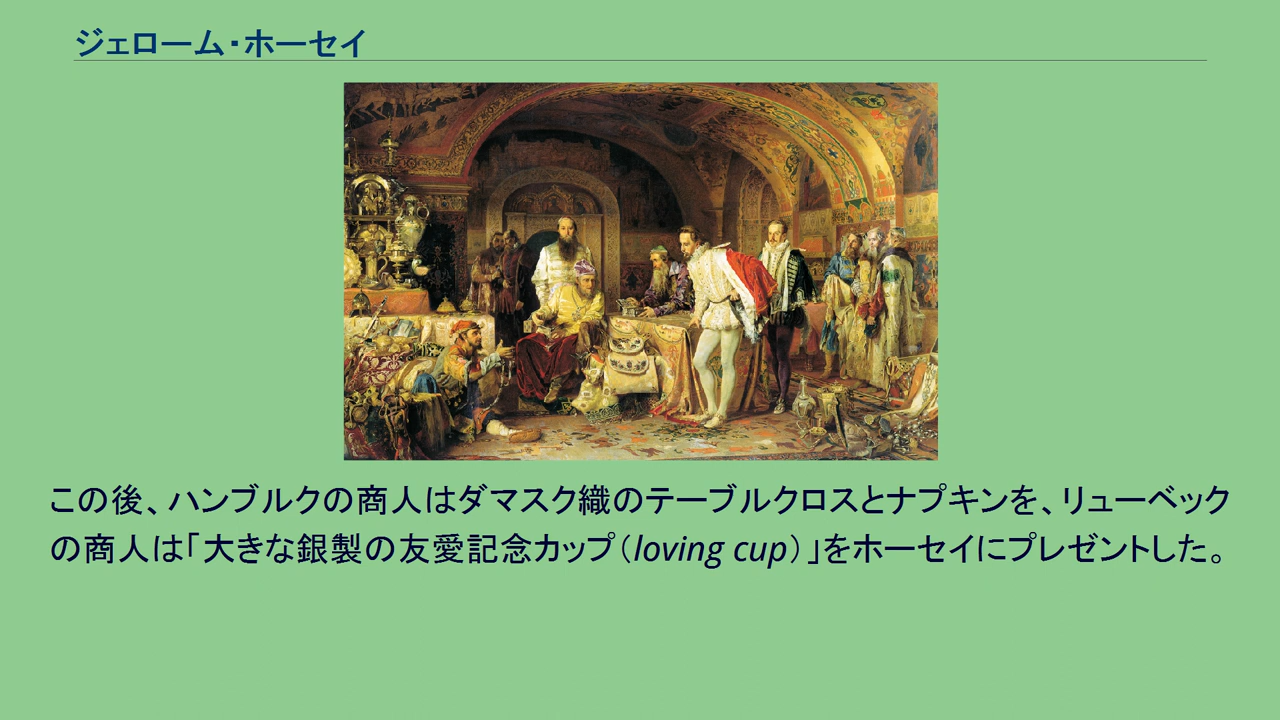 ジェローム・ホーセイ
この後、ハンブルクの商人はダマスク織のテーブルクロスとナプキンを、リューベック
の商人は「大きな銀製の友愛記念カップ（loving cup）」をホーセイにプレゼントした。